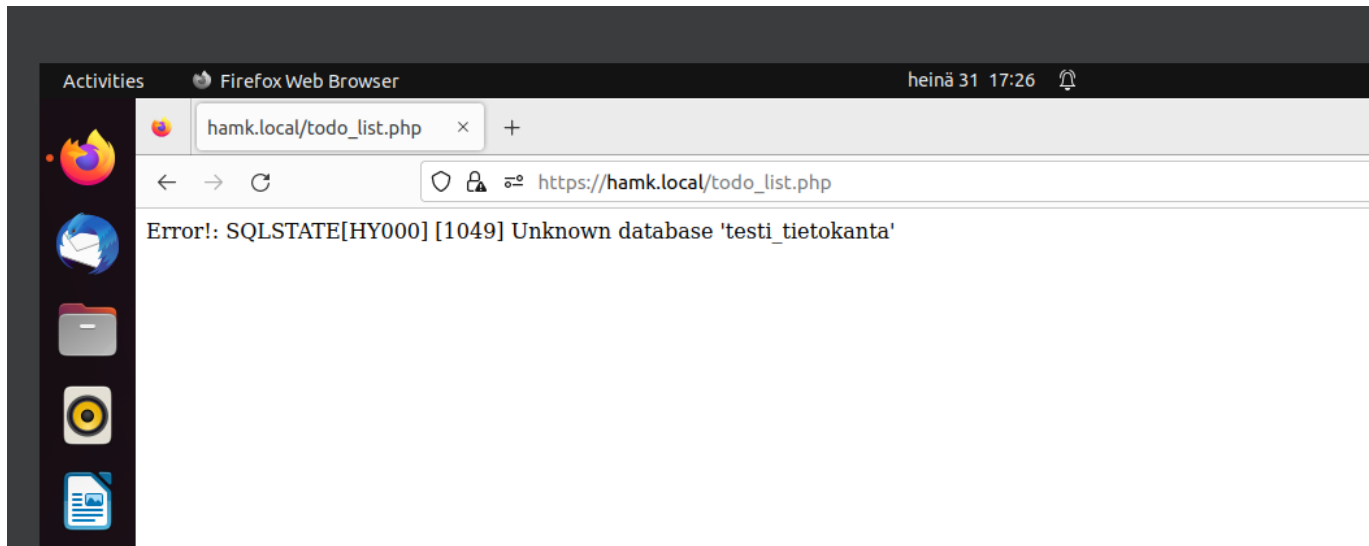 Activities Firefox Web Browser heinä 31 17:26
hamk.local/todo_list.php
https://hamk.local/todo_list.php
Error!: SQLSTATE[HY000] [1049] Unknown database 'testi_tietokanta'